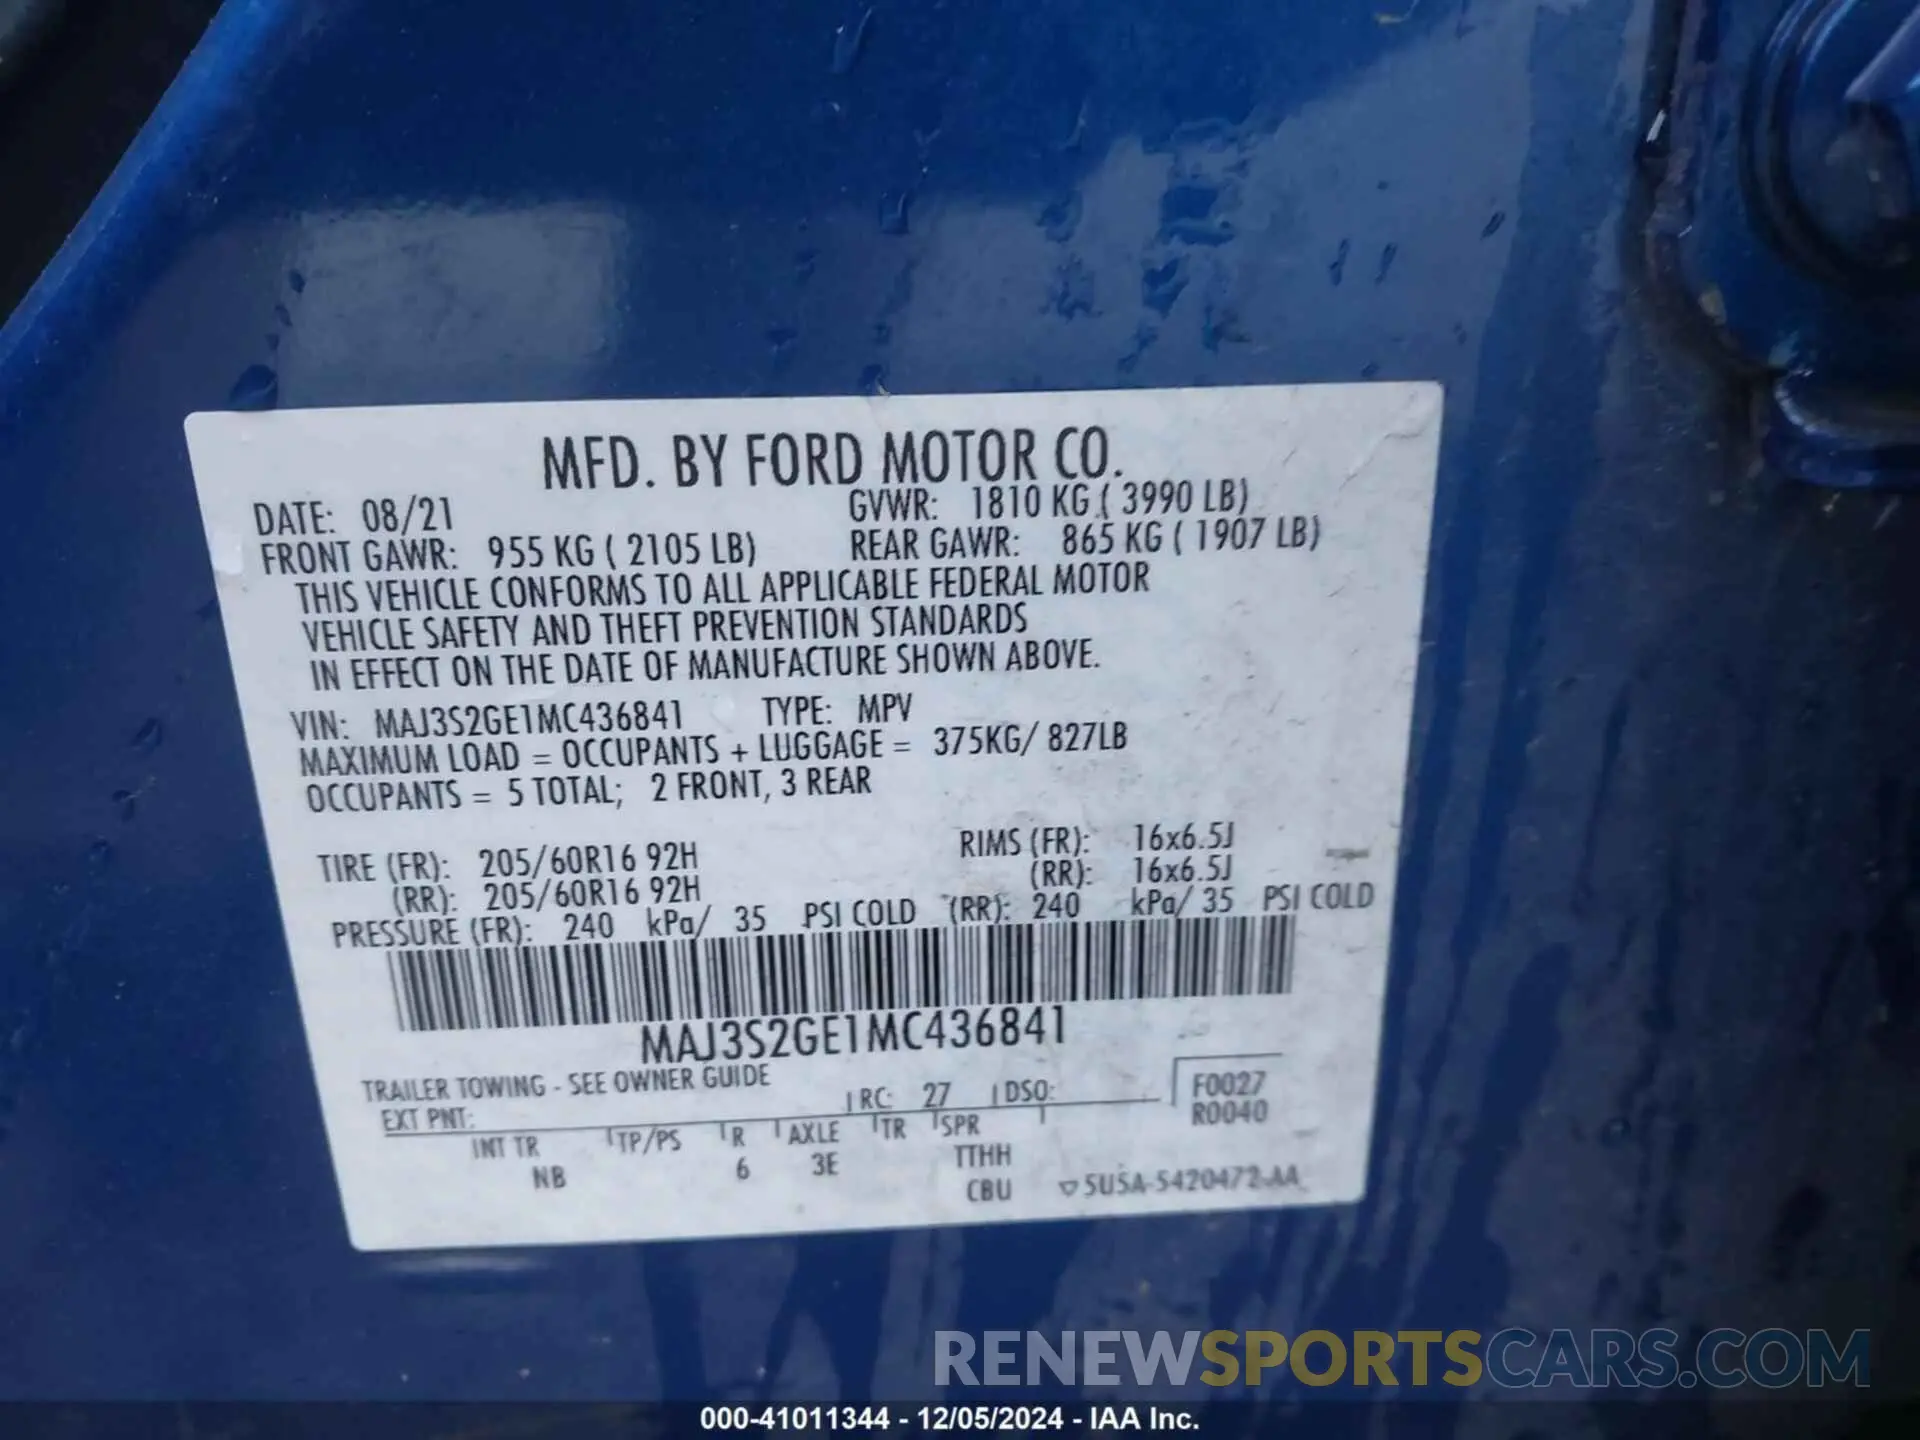 MFD. BY FORD MOTOR CO.
DATE: 08/21 GVWR: 1810 KG ( 3990 LB)
FRONT GAWR: 955 KG ( 2105 LB) REAR GAWR: 865 KG ( 1907 LB)
THIS VEHICLE CONFORMS TO ALL APPLICABLE FEDERAL MOTOR
VEHICLE SAFETY AND THEFT PREVENTION STANDARDS
IN EFFECT ON THE DATE OF MANUFACTURE SHOWN ABOVE.
VIN: MAJ3S2GE1MC436841 TYPE: MPV
MAXIMUM LOAD = OCCUPANTS + LUGGAGE = 375KG/ 827LB
OCCUPANTS = 5 TOTAL; 2 FRONT, 3 REAR
TIRE (FR): 205/60R16 92H RIMS (FR): 16x6.5J
(RR): 205/60R16 92H (RR): 16x6.5J
PRESSURE (FR): 240 kPa/ 35 PSI COLD (RR): 240 kPa/ 35 PSI COLD
MAJ3S2GE1MC436841
TRAILER TOWING - SEE OWNER GUIDE
EXT PNT: RC: 27 DSO: F0027
R0040
INT TR TP/PS R AXLE TR SPR
NB 6 3E TTHH
CBU 5U5A-5420472-AA
RENEWSPORTSCARS.COM
000-41011344 - 12/05/2024 - IAA Inc.